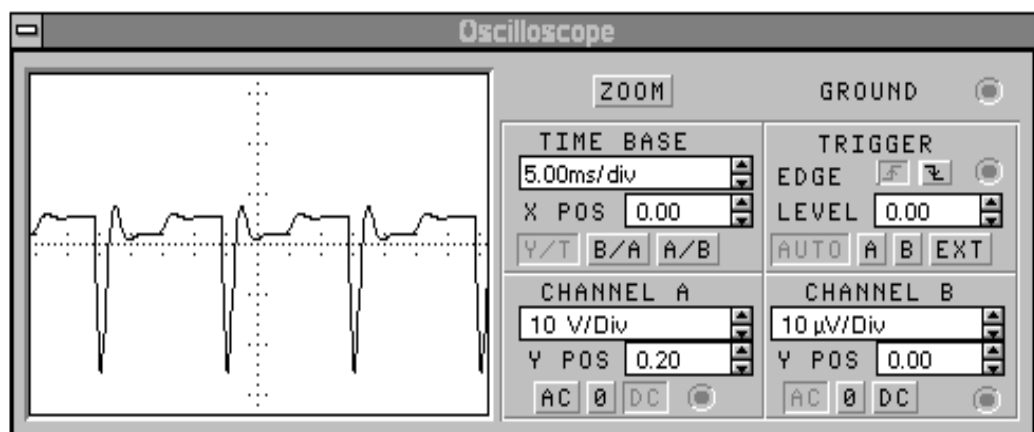 Oscilloscope
ZOOM GROUND
TIME BASE
5.00ms/div
X POS 0.00
Y/T B/A A/B
TRIGGER
EDGE
LEVEL 0.00
AUTO A B EXT
CHANNEL A
10 V/Div
Y POS 0.20
AC 0 DC
CHANNEL B
10 µV/Div
Y POS 0.00
AC 0 DC